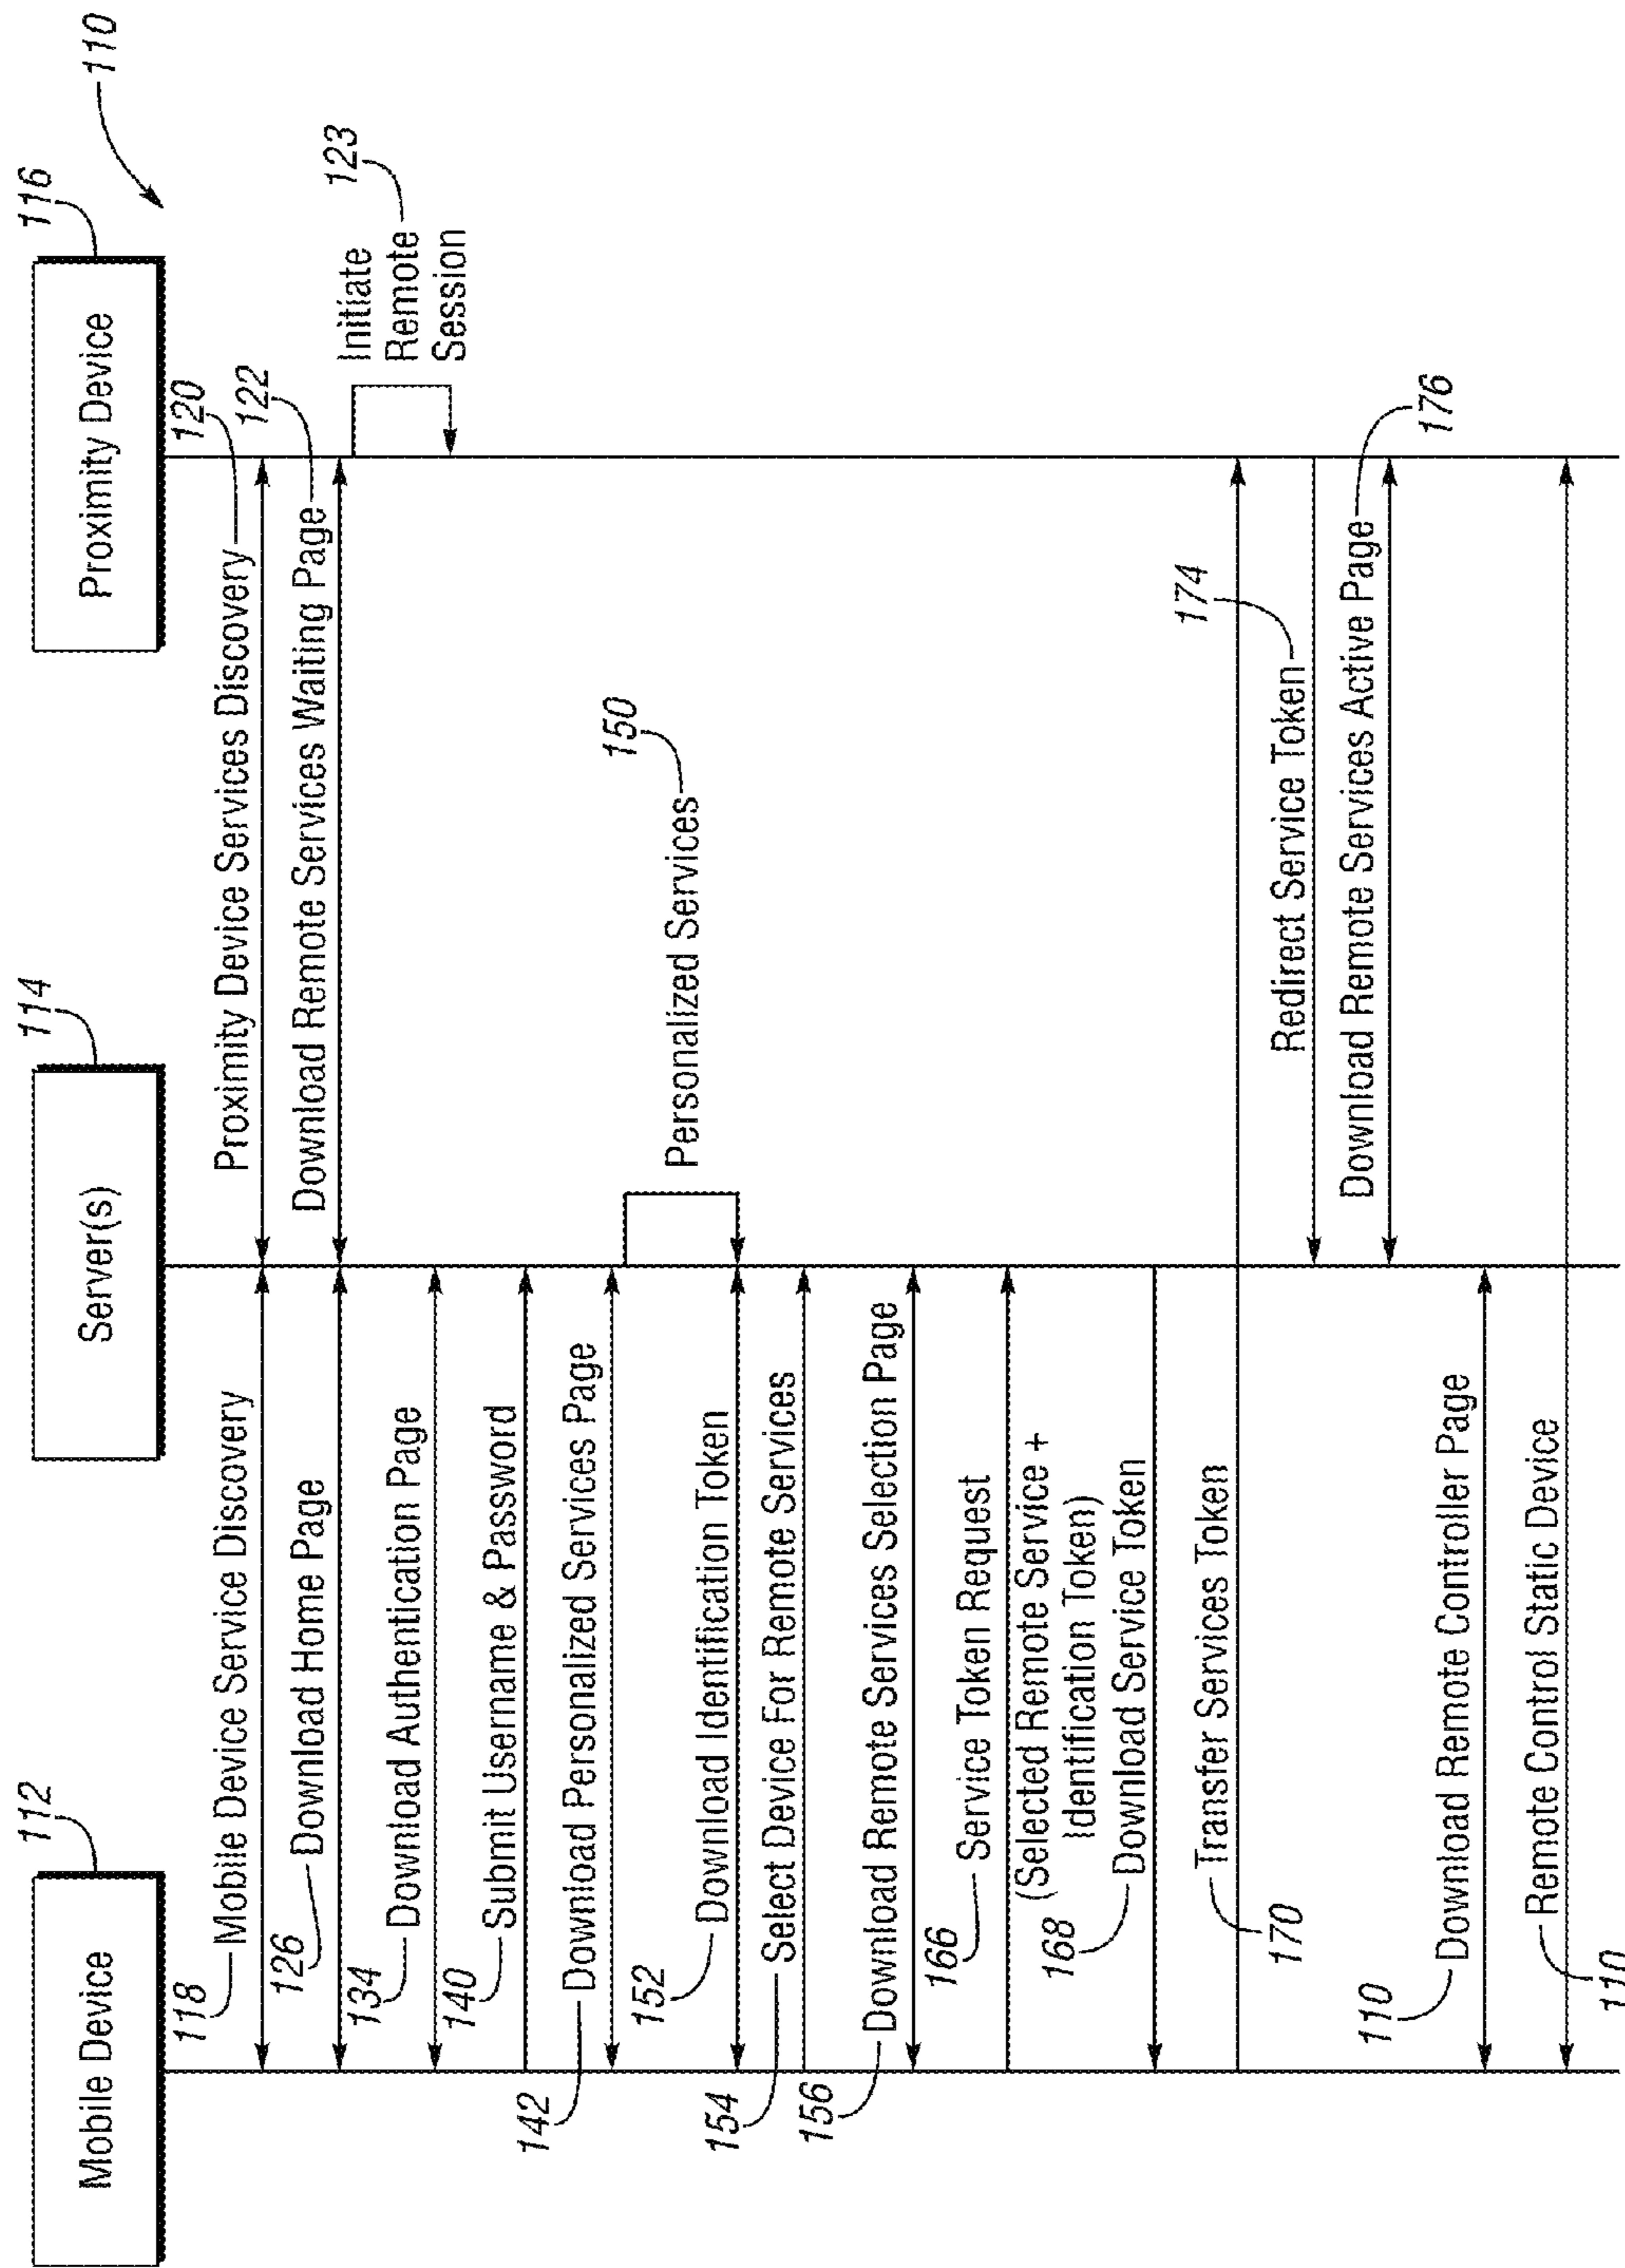 Mobile Device
112
Server(s)
114
Proximity Device
116
110
118
Mobile Device Service Discovery
Proximity Device Services Discovery
120
126
Download Home Page
Download Remote Services Waiting Page
122
Initiate
Remote
Session
123
134
Download Authentication Page
140
Submit Username & Password
142
Download Personalized Services Page
Personalized Services
150
152
Download Identification Token
154
Select Device For Remote Services
156
Download Remote Services Selection Page
166
Service Token Request
(Selected Remote Service +
Identification Token)
168
Download Service Token
Transfer Services Token
170
Redirect Service Token
174
Download Remote Services Active Page
176
110
Download Remote Controller Page
Remote Control Static Device
110